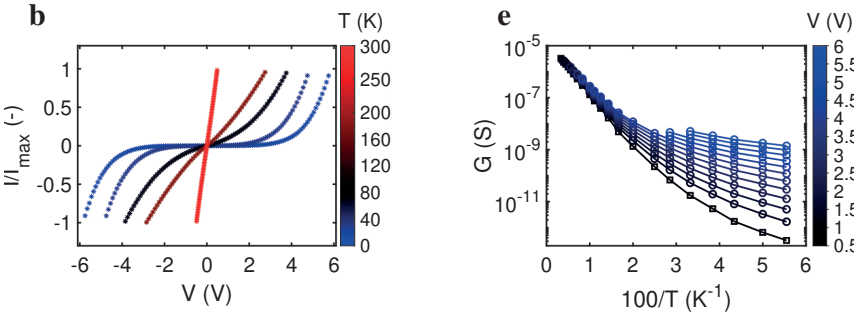 b
T (K)
I/I_max (-)
1
0.5
0
-0.5
-1
-6 -4 -2 0 2 4 6
V (V)
300
200
120
80
40
0
e
V (V)
G (S)
10^-5
10^-7
10^-9
10^-11
0 1 2 3 4 5 6
100/T (K^-1)
6
5.5
5
4.5
4
3.5
3
2.5
2
1.5
1
0.5